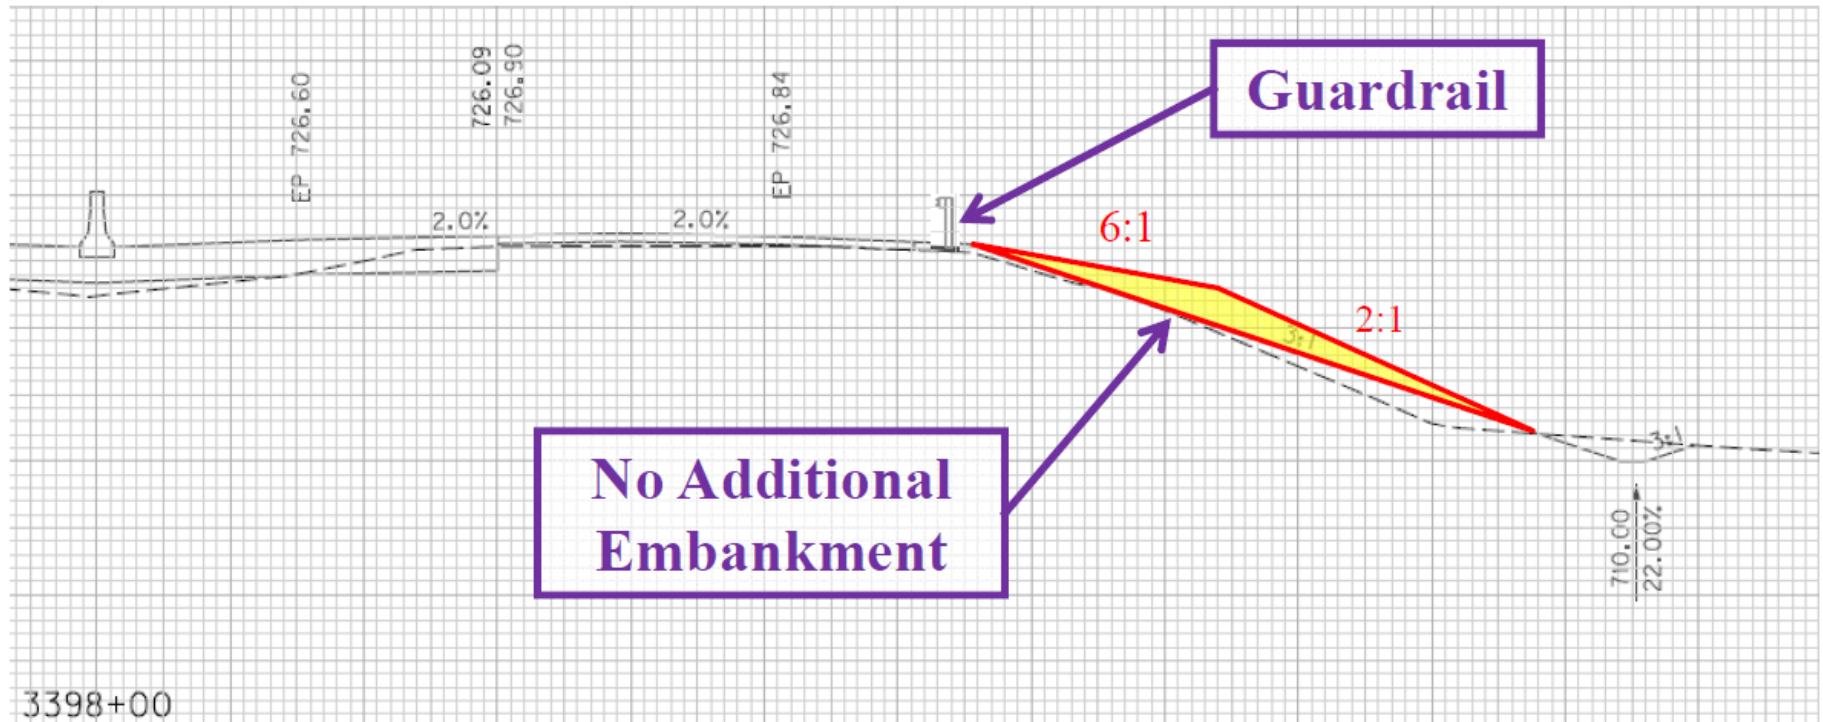 EP 726.60
726.09
726.90
EP 726.84
Guardrail
2.0%
2.0%
6:1
2:1
3:1
3:1
No Additional
Embankment
710.00
22.00%
3398+00